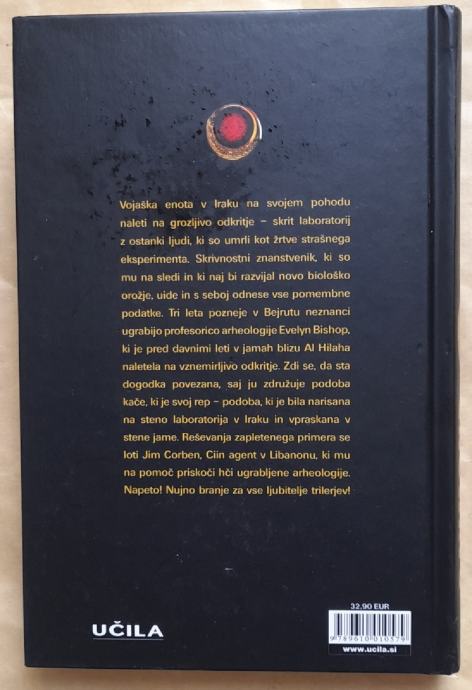 Vojaška enota v Iraku na svojem pohodu
naleti na grozljivo odkritje – skrit laboratorij
z ostanki ljudi, ki so umrli kot žrtve strašnega
eksperimenta. Skrivnostni znanstvenik, ki so
mu na sledi in ki naj bi razvijal novo biološko
orožje, uide in s seboj odnese vse pomembne
podatke. Tri leta pozneje v Bejrutu neznanci
ugrabijo profesorico arheologije Evelyn Bishop,
ki je pred davnimi leti v jamah blizu Al Hilaha
naletela na vznemirljivo odkritje. Zdi se, da sta
dogodka povezana, saj ju združuje podoba
kače, ki je svoj rep – podoba, ki je bila narisana
na steno laboratorija v Iraku in vpraskana v
stene jame. Reševanja zapletenega primera se
loti Jim Corben, Ciin agent v Libanonu, ki mu
na pomoč priskoči hči ugrabljene arheologije.
Napeto! Nujno branje za vse ljubitelje trilerjev!
32.90 EUR
9789610010579
www.ucila.si
UČILA